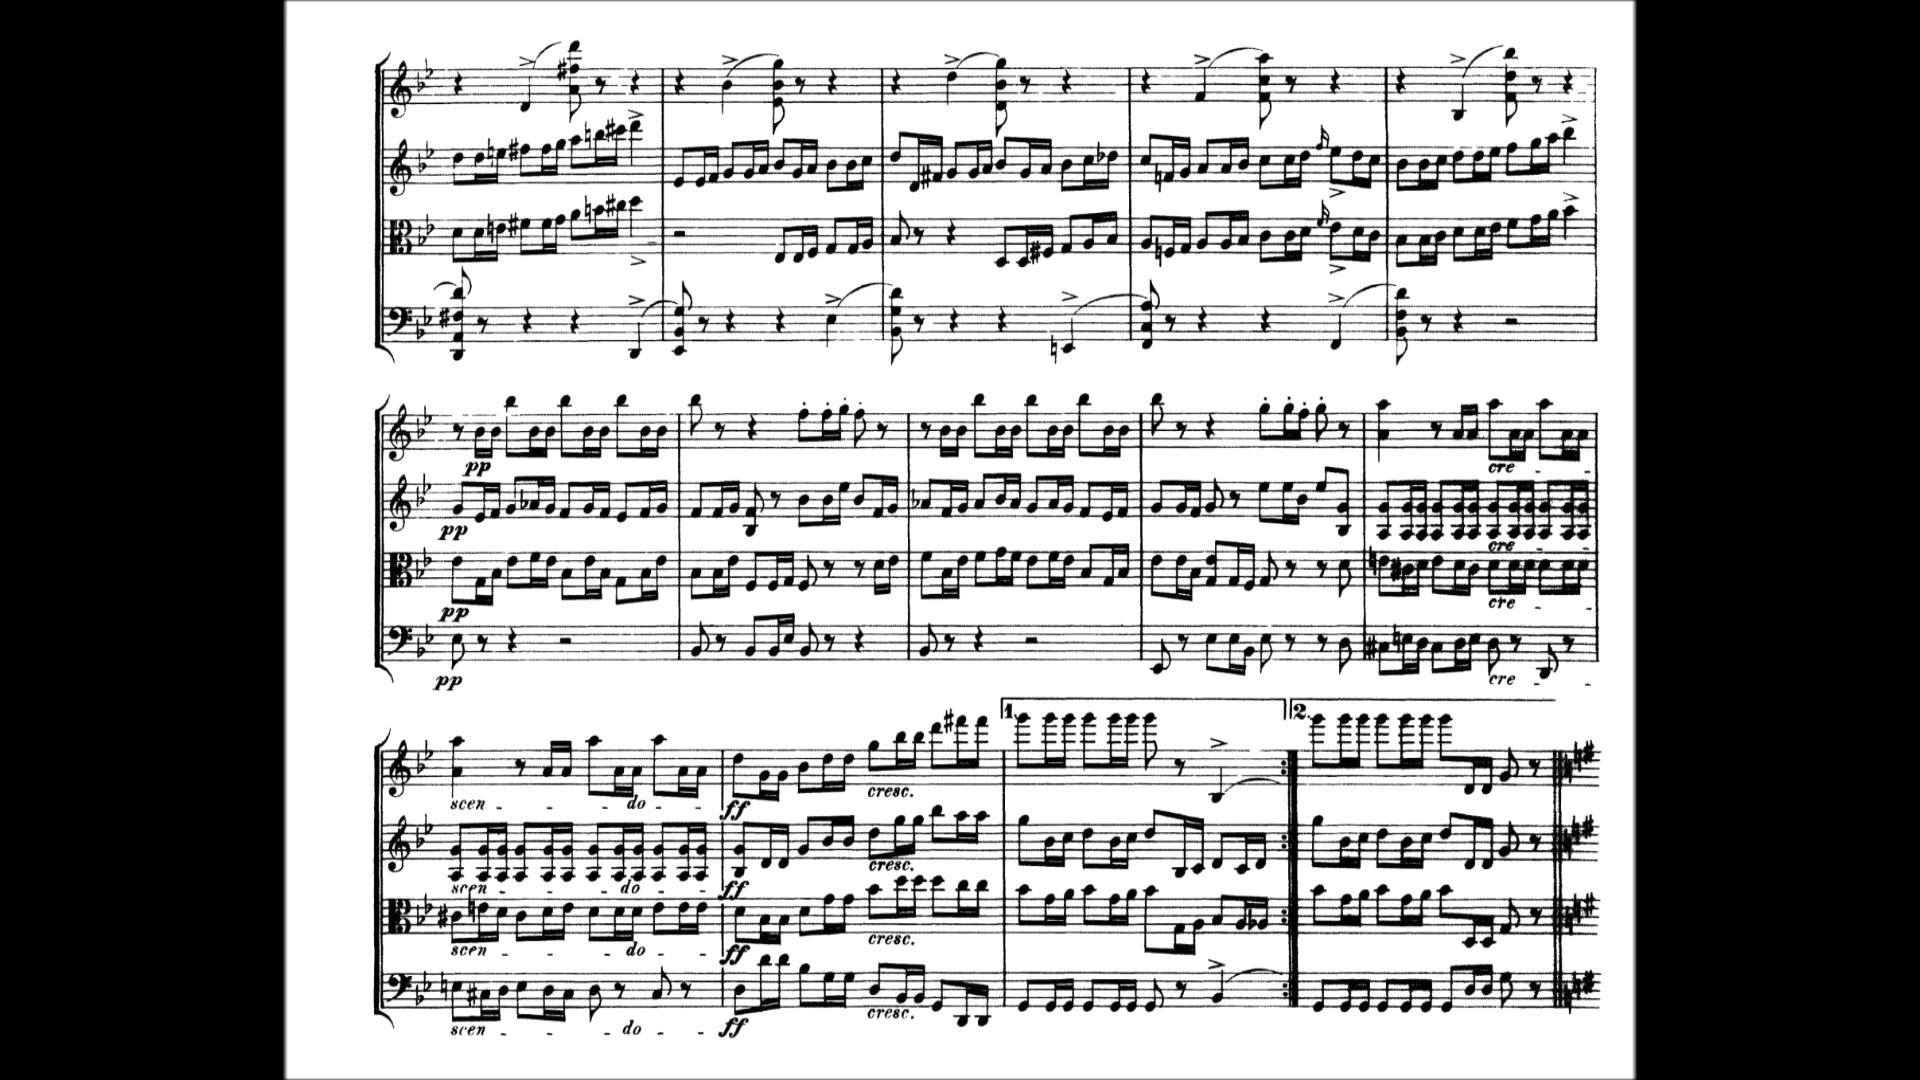 pp
pp
pp
pp
cre - -
cre - -
cre - -
cre - -
1.
2.
scen - - - do - -
ff
cresc.
scen - - - do - -
ff
cresc.
scen - - - do - -
ff
cresc.
scen - - - do - -
ff
cresc.